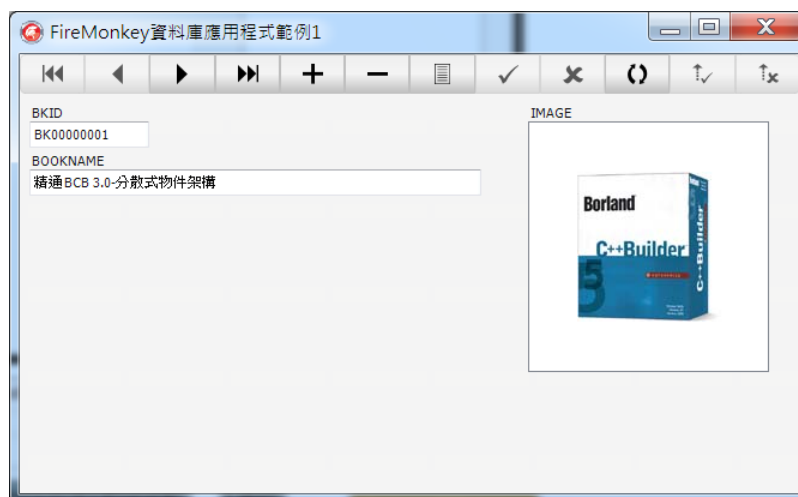 FireMonkey資料庫應用程式範例1
BKID
BK00000001
BOOKNAME
精通BCB 3.0-分散式物件架構
IMAGE
Borland
C++Builder
5
C++Builder